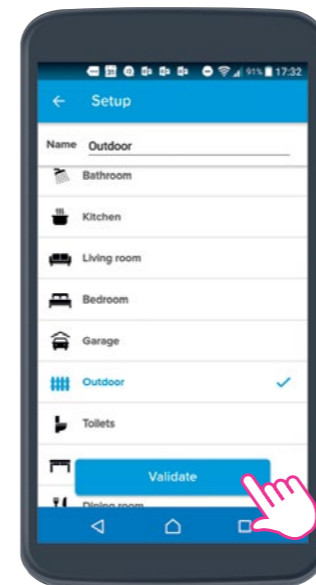 91% 17:32
Setup
Name Outdoor
Bathroom
Kitchen
Living room
Bedroom
Garage
Outdoor
Toilets
Validate
Dining room